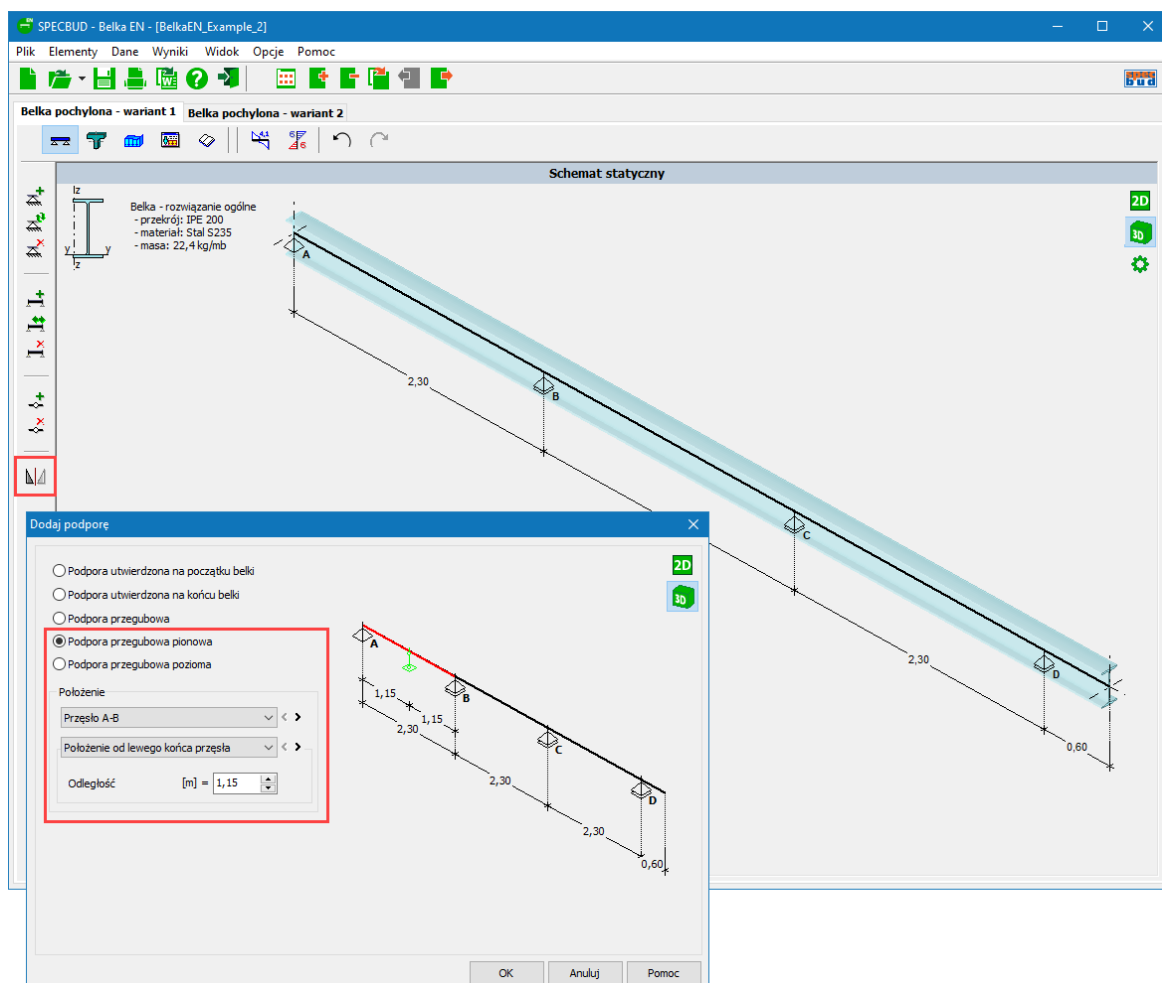 SPECBUD - Belka EN - [BelkaEN_Example_2]
Plik Elementy Dane Wyniki Widok Opcje Pomoc
spec bud
Belka pochylona - wariant 1 Belka pochylona - wariant 2
Schemat statyczny
2D
3D
Iz
Belka - rozwiązanie ogólne
- przekrój: IPE 200
- materiał: Stal S235
- masa: 22,4 kg/mb
y y
Iz
A
2,30
B
C
2,30
D
0,60
Dodaj podporę
Podpora utwierdzona na początku belki
Podpora utwierdzona na końcu belki
Podpora przegubowa
Podpora przegubowa pionowa
Podpora przegubowa pozioma
Położenie
Przęsło A-B
Położenie od lewego końca przęsła
Odległość [m] = 1,15
2D
3D
A
1,15
B
1,15
2,30
C
2,30
D
2,30
0,60
OK Anuluj Pomoc